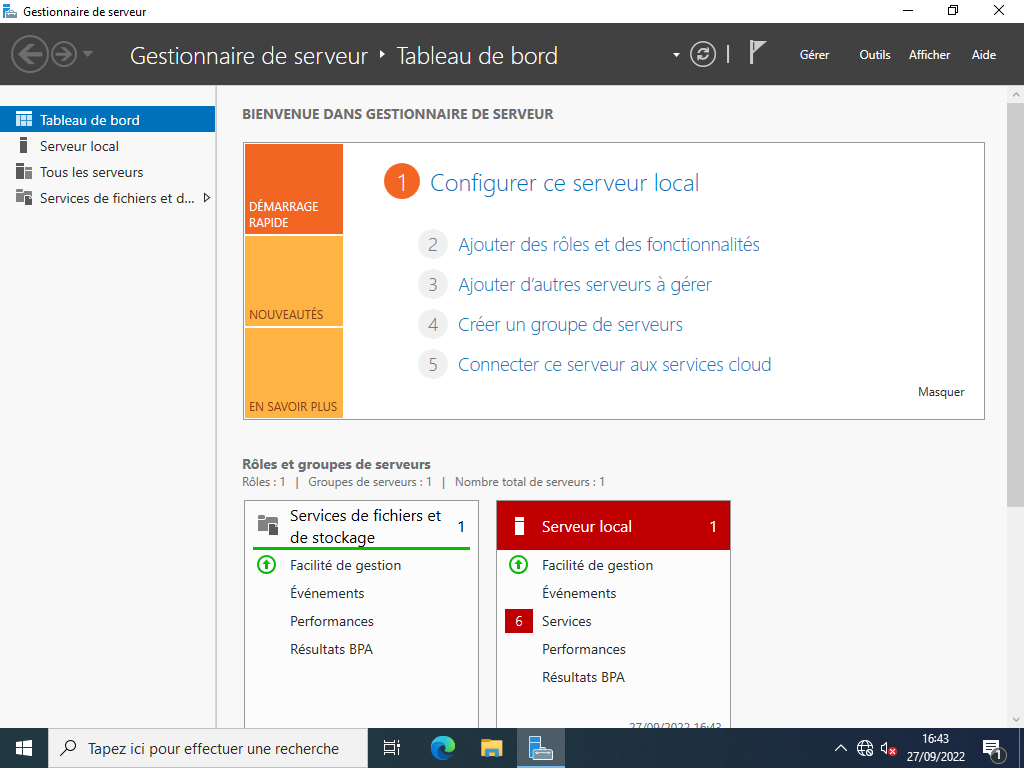 Gestionnaire de serveur
Gestionnaire de serveur ‣ Tableau de bord
Gérer
Outils
Afficher
Aide
Tableau de bord
Serveur local
Tous les serveurs
Services de fichiers et d...
BIENVENUE DANS GESTIONNAIRE DE SERVEUR
DÉMARRAGE
RAPIDE
NOUVEAUTÉS
EN SAVOIR PLUS
1 Configurer ce serveur local
2 Ajouter des rôles et des fonctionnalités
3 Ajouter d’autres serveurs à gérer
4 Créer un groupe de serveurs
5 Connecter ce serveur aux services cloud
Masquer
Rôles et groupes de serveurs
Rôles : 1 | Groupes de serveurs : 1 | Nombre total de serveurs : 1
Services de fichiers et
de stockage
1
Facilité de gestion
Événements
Performances
Résultats BPA
Serveur local 1
Facilité de gestion
Événements
6 Services
Performances
Résultats BPA
27/09/2022 16:43
Tapez ici pour effectuer une recherche
16:43
27/09/2022
1